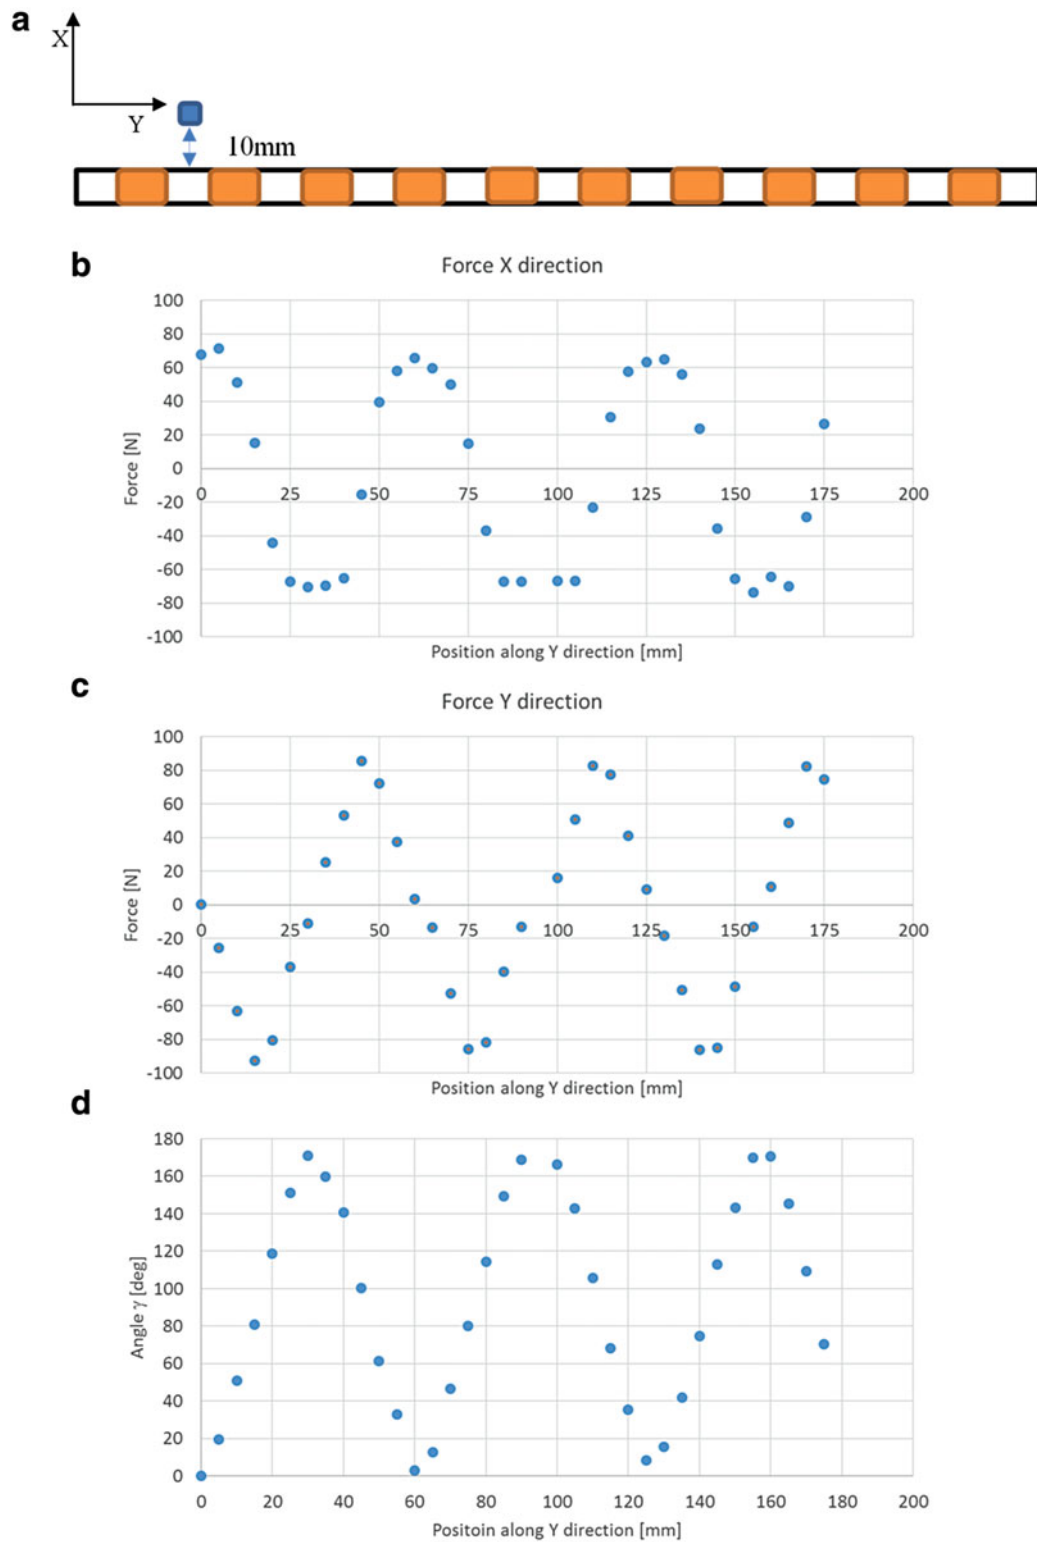 a
X
Y
10mm
b
Force X direction
100
80
60
40
20
0
-20
-40
-60
-80
-100
Force [N]
0 25 50 75 100 125 150 175 200
Position along Y direction [mm]
c
Force Y direction
100
80
60
40
20
0
-20
-40
-60
-80
-100
Force [N]
0 25 50 75 100 125 150 175 200
Position along Y direction [mm]
d
180
160
140
120
100
80
60
40
20
0
Angle γ [deg]
0 20 40 60 80 100 120 140 160 180 200
Positoin along Y direction [mm]